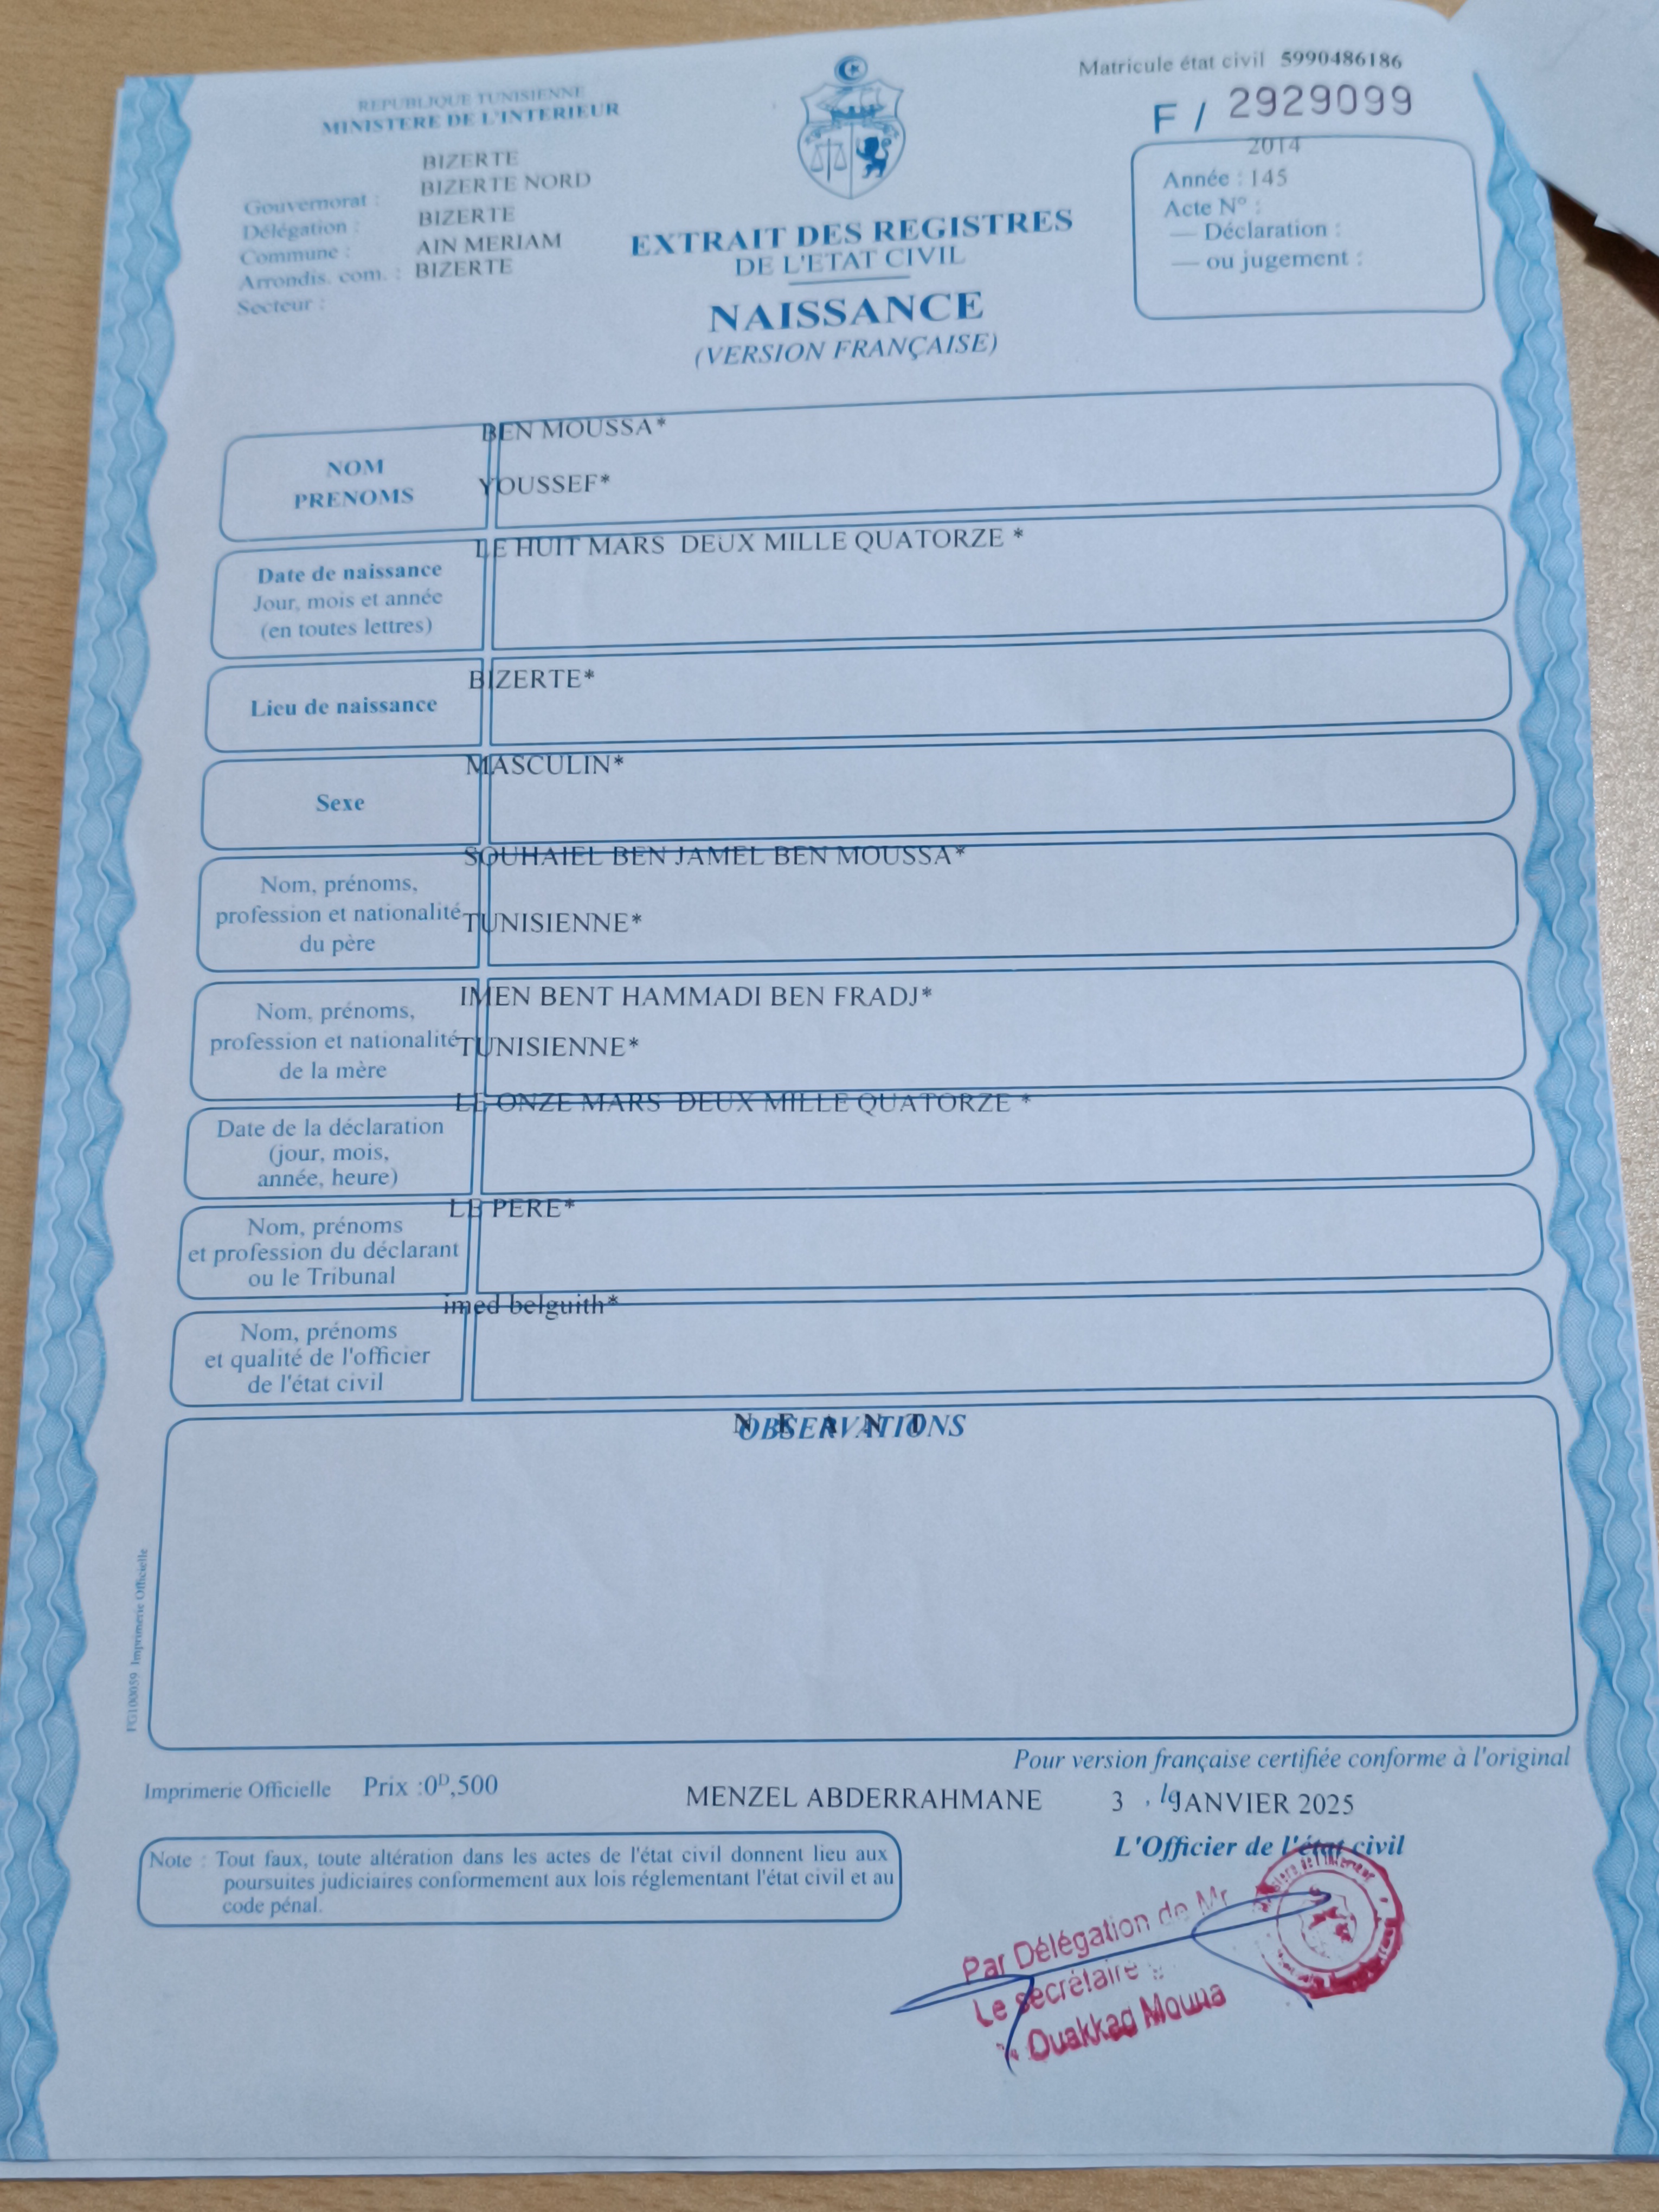 REPUBLIQUE TUNISIENNE
MINISTERE DE L'INTERIEUR
Matricule état civil 5990486186
F / 2929099
BIZERTE
BIZERTE NORD
Gouvernorat :
BIZERTE
Délégation :
AIN MERIAM
Commune :
BIZERTE
Arrondis. com. :
Secteur :
2014
Année : 145
Acte N° :
— Déclaration :
— ou jugement :
EXTRAIT DES REGISTRES
DE L'ETAT CIVIL
NAISSANCE
(VERSION FRANÇAISE)
NOM
PRENOMS
BEN MOUSSA*
YOUSSEF*
Date de naissance
Jour, mois et année
(en toutes lettres)
LE HUIT MARS DEUX MILLE QUATORZE *
Lieu de naissance
BIZERTE*
Sexe
MASCULIN*
Nom, prénoms,
profession et nationalité
du père
SOUHAIEL BEN JAMEL BEN MOUSSA*
TUNISIENNE*
Nom, prénoms,
profession et nationalité
de la mère
IMEN BENT HAMMADI BEN FRADJ*
TUNISIENNE*
Date de la déclaration
(jour, mois,
année, heure)
LE ONZE MARS DEUX MILLE QUATORZE *
Nom, prénoms
et profession du déclarant
ou le Tribunal
LE PERE*
Nom, prénoms
et qualité de l'officier
de l'état civil
imed belguith*
OBSERVATIONS
N E A N T
PG100059 Imprimerie Officielle
Pour version française certifiée conforme à l'original
Imprimerie Officielle Prix :0ᴰ,500
MENZEL ABDERRAHMANE 3 , le JANVIER 2025
L'Officier de l'état civil
Note : Tout faux, toute altération dans les actes de l'état civil donnent lieu aux
poursuites judiciaires conformement aux lois réglementant l'état civil et au
code pénal.
Par Délégation de Mr
Le secrétaire
Ouakkad